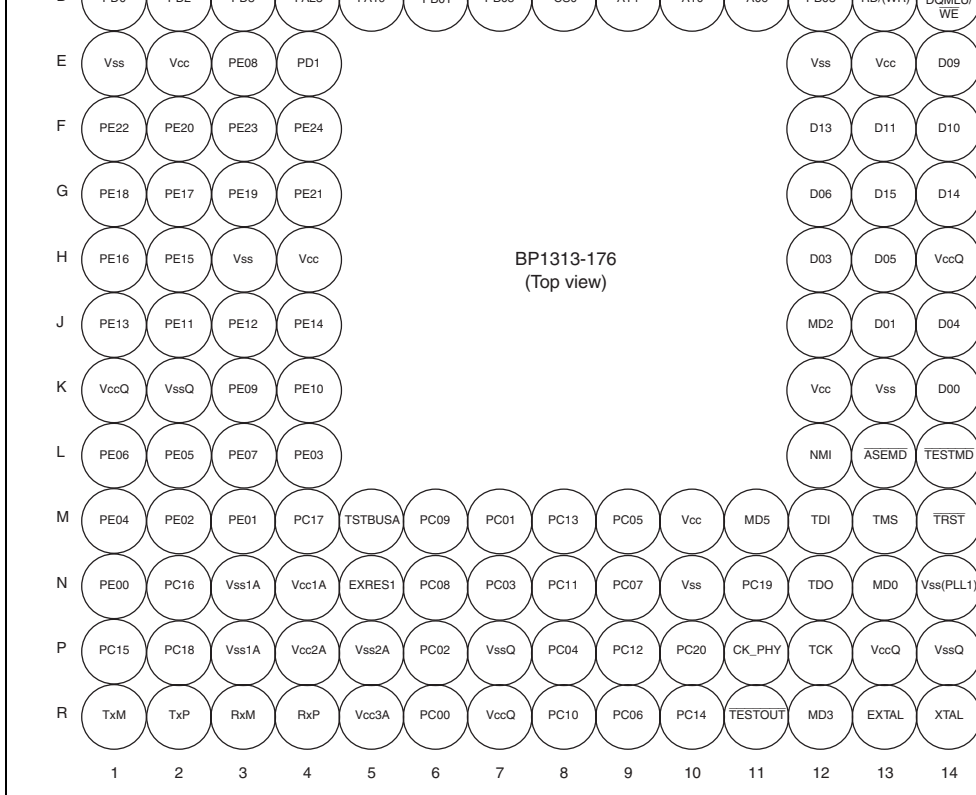 E Vss Vcc PE08 PD1 Vss Vcc D09
F PE22 PE20 PE23 PE24 D13 D11 D10
G PE18 PE17 PE19 PE21 D06 D15 D14
H PE16 PE15 Vss Vcc BP1313-176 D03 D05 VccQ
(Top view)
J PE13 PE11 PE12 PE14 MD2 D01 D04
K VccQ VssQ PE09 PE10 Vcc Vss D00
L PE06 PE05 PE07 PE03 NMI ASEMD TESTMD
M PE04 PE02 PE01 PC17 TSTBUSA PC09 PC01 PC13 PC05 Vcc MD5 TDI TMS TRST
N PE00 PC16 Vss1A Vcc1A EXRES1 PC08 PC03 PC11 PC07 Vss PC19 TDO MD0 Vss(PLL1)
P PC15 PC18 Vss1A Vcc2A Vss2A PC02 VssQ PC04 PC12 PC20 CK_PHY TCK VccQ VssQ
R TxM TxP RxM RxP Vcc3A PC00 VccQ PC10 PC06 PC14 TESTOUT MD3 EXTAL XTAL
1 2 3 4 5 6 7 8 9 10 11 12 13 14